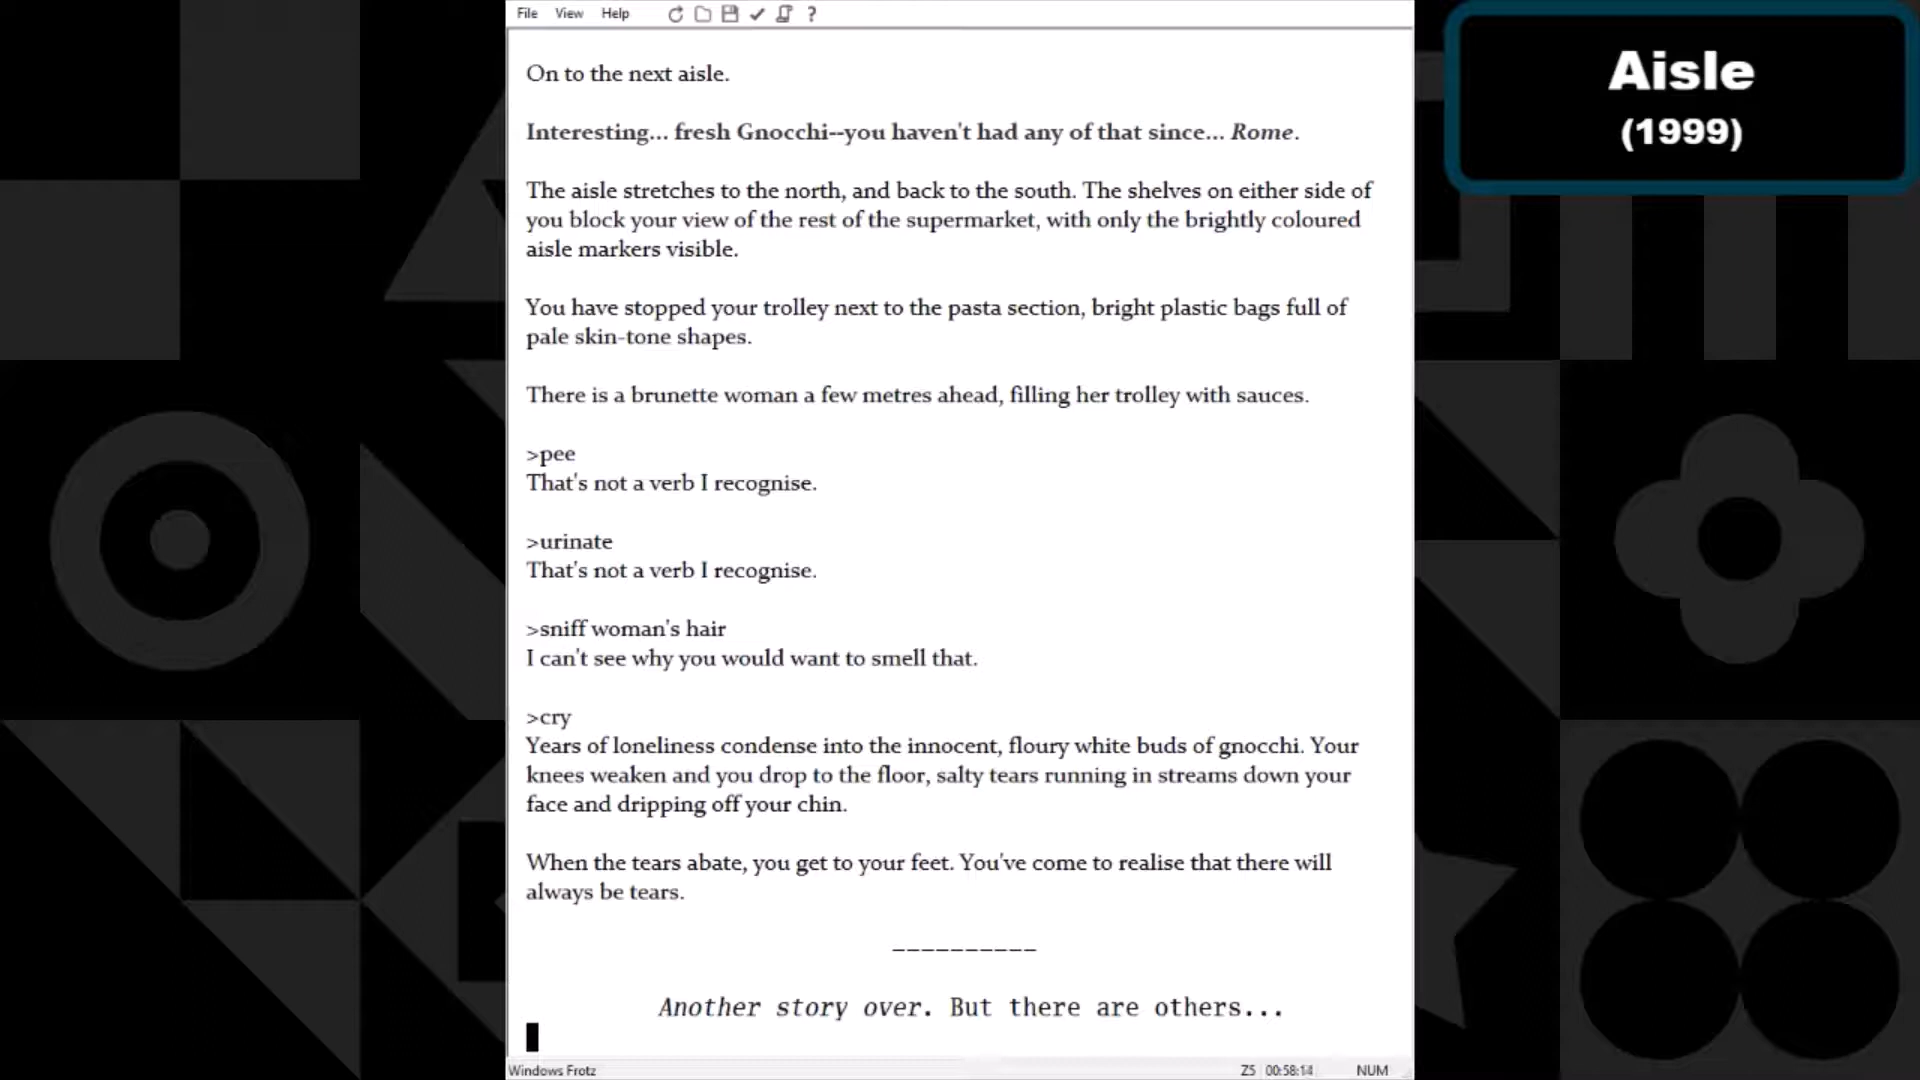 File View Help ?
Aisle
(1999)
On to the next aisle.
Interesting... fresh Gnocchi--you haven't had any of that since... Rome.
The aisle stretches to the north, and back to the south. The shelves on either side of
you block your view of the rest of the supermarket, with only the brightly coloured
aisle markers visible.
You have stopped your trolley next to the pasta section, bright plastic bags full of
pale skin-tone shapes.
There is a brunette woman a few metres ahead, filling her trolley with sauces.
>pee
That's not a verb I recognise.
>urinate
That's not a verb I recognise.
>sniff woman's hair
I can't see why you would want to smell that.
>cry
Years of loneliness condense into the innocent, floury white buds of gnocchi. Your
knees weaken and you drop to the floor, salty tears running in streams down your
face and dripping off your chin.
When the tears abate, you get to your feet. You've come to realise that there will
always be tears.
----------
Another story over. But there are others...
Windows Frotz Z5 00:58:14 NUM